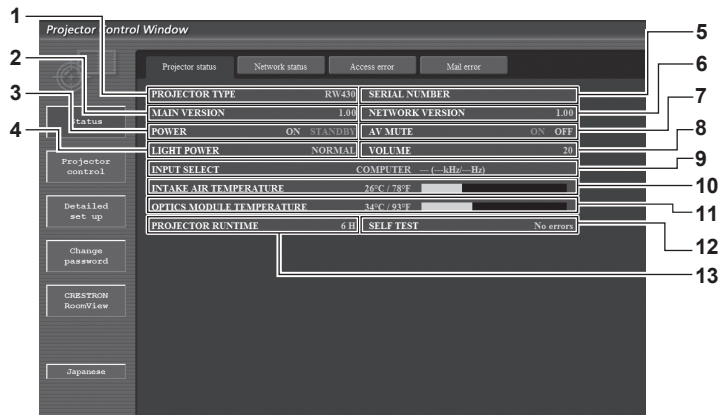 1
Projector Control Window
5
2
Projector status Network status Access error Mail error
6
3
PROJECTOR TYPE RW430 SERIAL NUMBER
7
4
Status
MAIN VERSION 1.00 NETWORK VERSION 1.00
POWER ON STANDBY AV MUTE ON OFF
8
LIGHT POWER NORMAL VOLUME 20
9
Projector
control
INPUT SELECT COMPUTER --- (---kHz/---Hz)
10
INTAKE AIR TEMPERATURE 26°C / 78°F
Detailed
set up
OPTICS MODULE TEMPERATURE 34°C / 93°F
11
PROJECTOR RUNTIME 6 H SELF TEST No errors
12
Change
password
13
CRESTRON
RoomView
Japanese